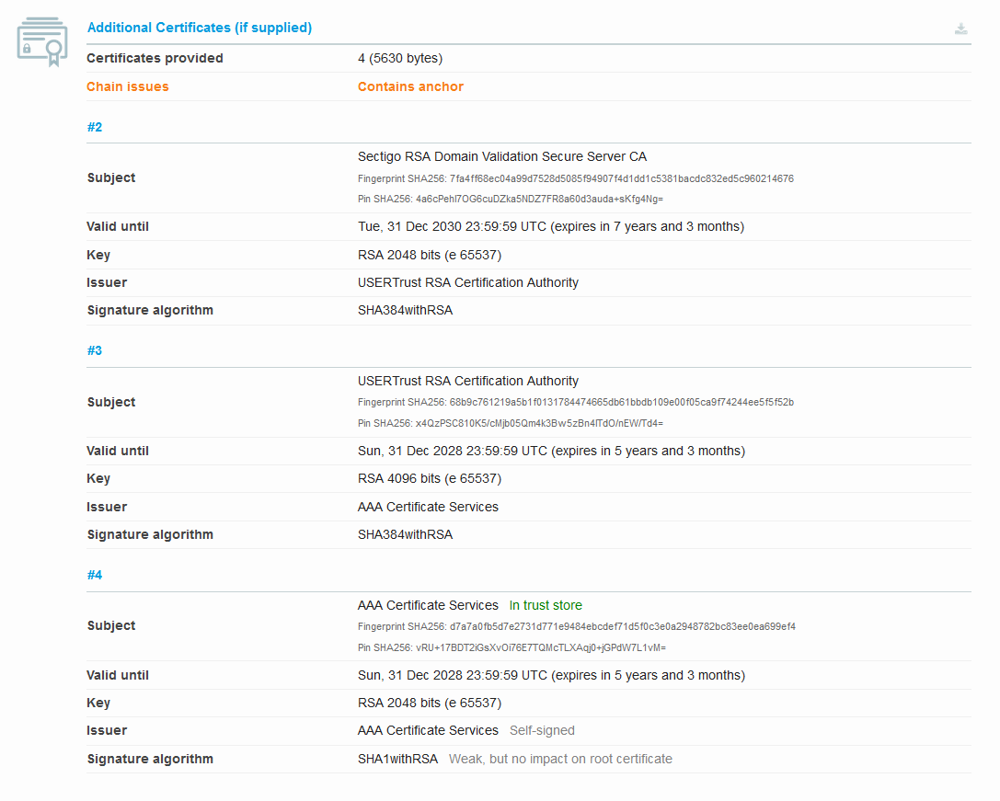 Additional Certificates (if supplied)
Certificates provided 4 (5630 bytes)
Chain issues Contains anchor
#2
Subject
Sectigo RSA Domain Validation Secure Server CA
Fingerprint SHA256: 7fa4ff68ec04a99d7528d5085f94907f4d1dd1c5381bacdc832ed5c960214676
Pin SHA256: 4a6cPehI7OG6cuDZka5NDZ7FR8a60d3auda+sKfg4Ng=
Valid until Tue, 31 Dec 2030 23:59:59 UTC (expires in 7 years and 3 months)
Key RSA 2048 bits (e 65537)
Issuer USERTrust RSA Certification Authority
Signature algorithm SHA384withRSA
#3
Subject
USERTrust RSA Certification Authority
Fingerprint SHA256: 68b9c761219a5b1f0131784474665db61bbdb109e00f05ca9f74244ee5f5f52b
Pin SHA256: x4QzPSC810K5/cMjb05Qm4k3Bw5zBn4lTdO/nEW/Td4=
Valid until Sun, 31 Dec 2028 23:59:59 UTC (expires in 5 years and 3 months)
Key RSA 4096 bits (e 65537)
Issuer AAA Certificate Services
Signature algorithm SHA384withRSA
#4
Subject
AAA Certificate Services In trust store
Fingerprint SHA256: d7a7a0fb5d7e2731d771e9484ebcdef71d5f0c3e0a2948782bc83ee0ea699ef4
Pin SHA256: vRU+17BDT2iGsXvOi76E7TQMcTLXAqj0+jGPdW7L1vM=
Valid until Sun, 31 Dec 2028 23:59:59 UTC (expires in 5 years and 3 months)
Key RSA 2048 bits (e 65537)
Issuer AAA Certificate Services Self-signed
Signature algorithm SHA1withRSA Weak, but no impact on root certificate